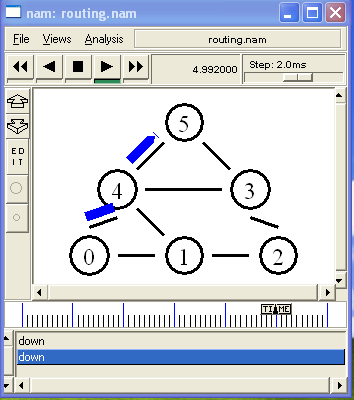 nam: routing.nam
File Views Analysis routing.nam
4.992000 Step: 2.0ms
E D
I T
5
4 3
0 1 2
TIME
down
down